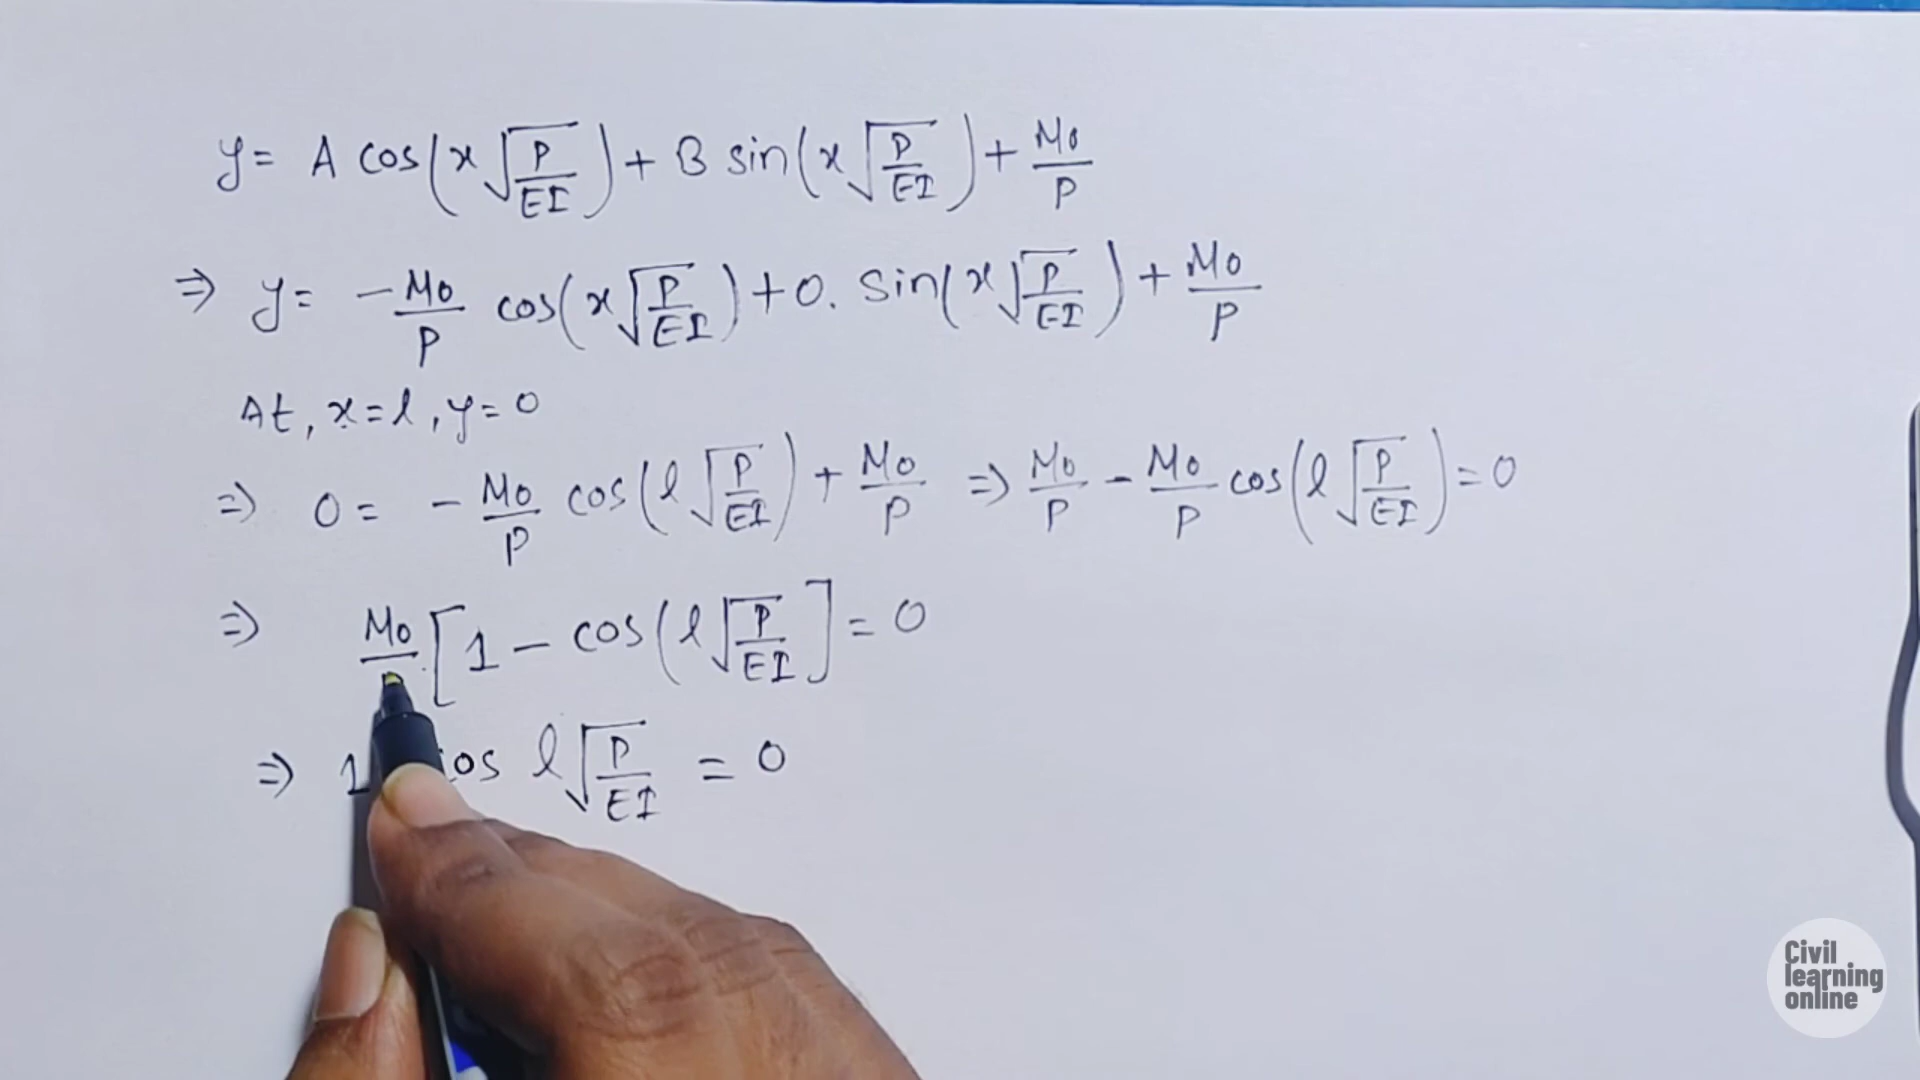 y = A cos(x√(P/EI)) + B sin(x√(P/EI)) + M0/P
⇒ y = -M0/P cos(x√(P/EI)) + 0. sin(x√(P/EI)) + M0/P
At, x = l, y = 0
⇒ 0 = - M0/P cos(l√(P/EI)) + M0/P ⇒ M0/P - M0/P cos(l√(P/EI)) = 0
⇒ M0/ [1 - cos(l√(P/EI)] = 0
⇒ 1 cos l√(P/EI) = 0
Civil
learning
online